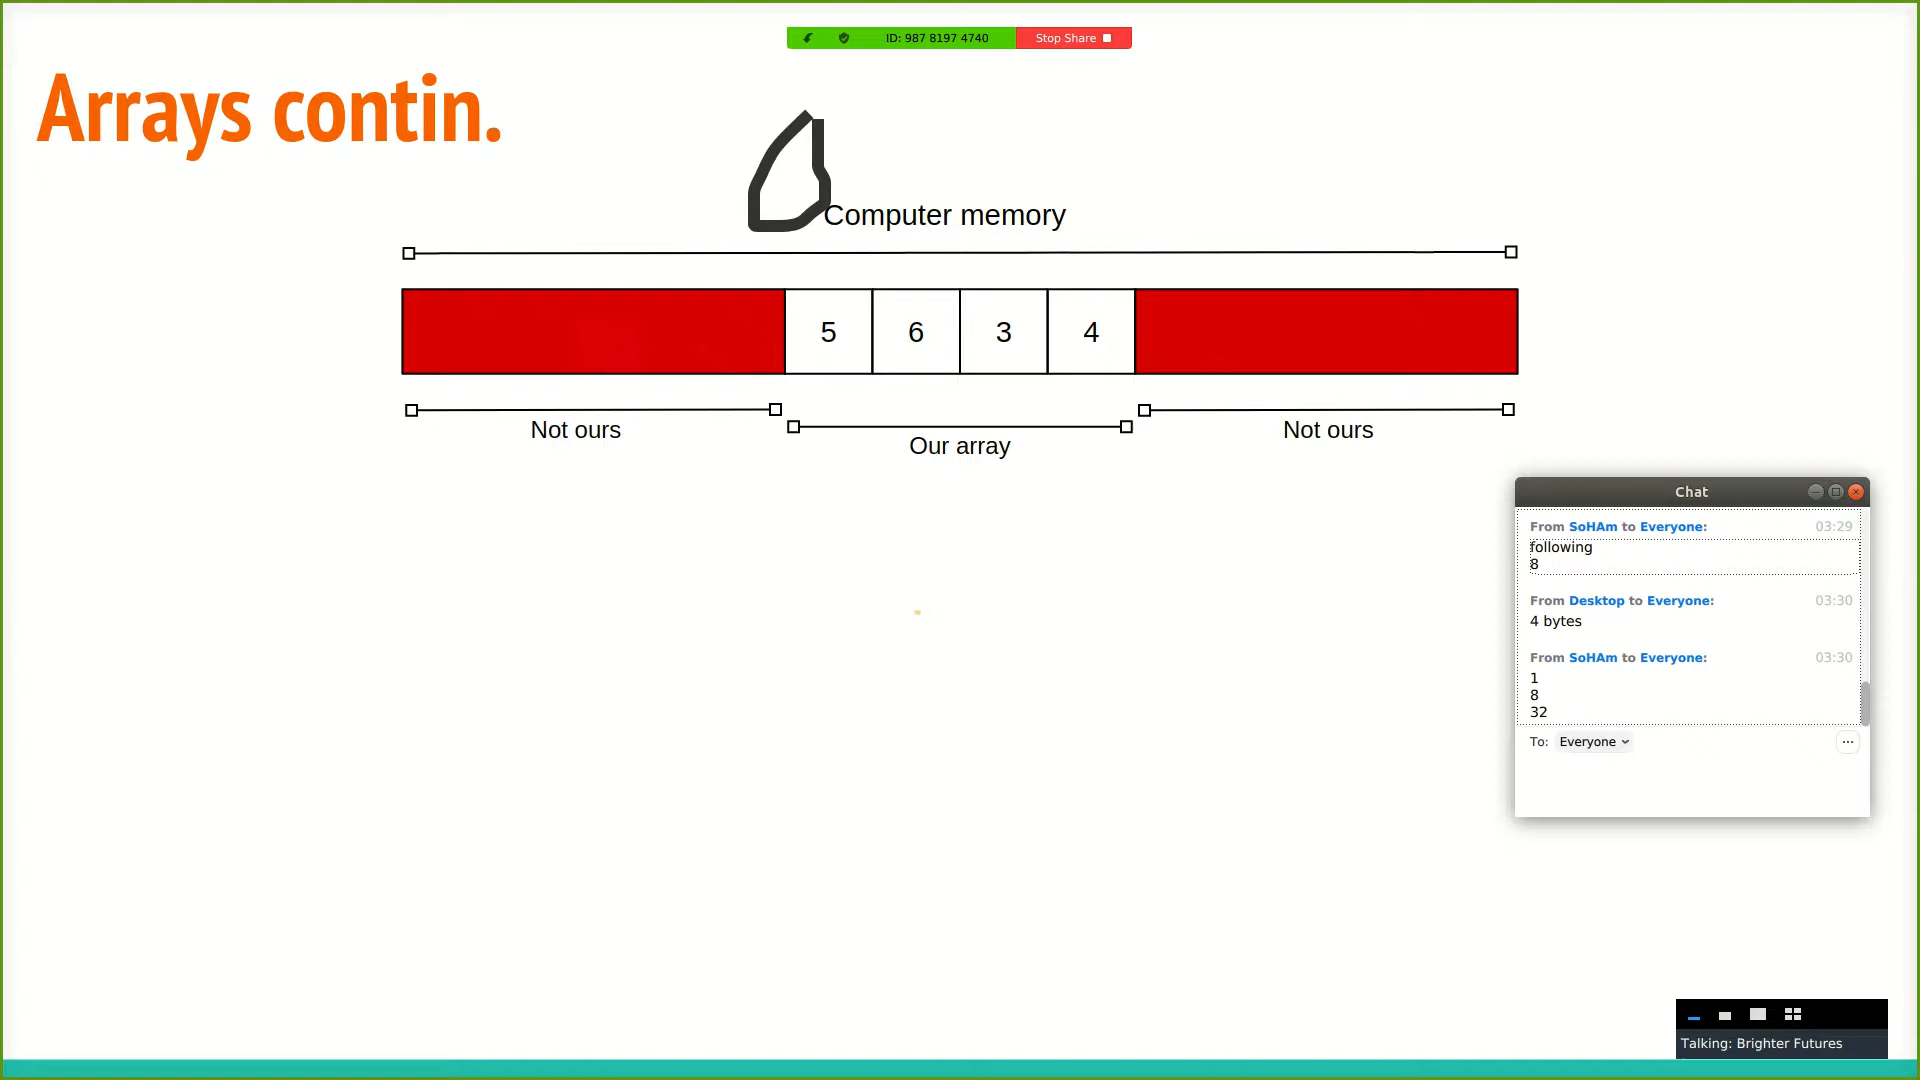 ID: 987 8197 4740 Stop Share
Arrays contin.
Computer memory
5 6 3 4
Not ours
Our array
Not ours
Chat
From SoHAm to Everyone: 03:29
following
8
From Desktop to Everyone: 03:30
4 bytes
From SoHAm to Everyone: 03:30
1
8
32
To: Everyone
Talking: Brighter Futures